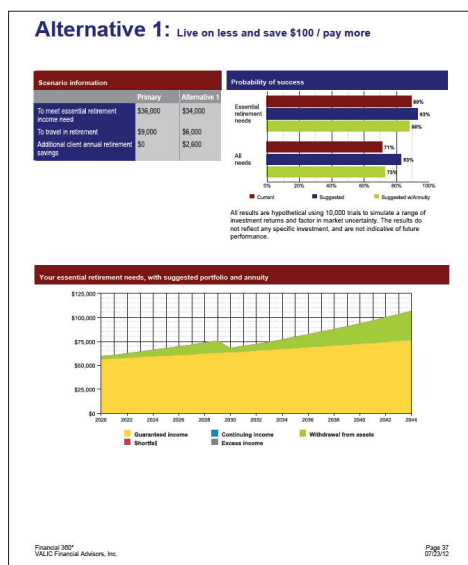 Alternative 1: Live on less and save $100 / pay more
Scenario information
Primary Alternative 1
To meet essential retirement income need $36,000 $34,000
To travel in retirement $9,000 $6,000
Additional client annual retirement savings $0 $2,600
Probability of success
Essential retirement needs
89%
93%
88%
All needs
71%
83%
73%
0% 20% 40% 60% 80% 100%
Current Suggested Suggested w/Annuity
All results are hypothetical using 10,000 trials to simulate a range of
investment returns and factor in market uncertainty. The results do
not reflect any specific investment, and are not indicative of future
performance.
Your essential retirement needs, with suggested portfolio and annuity
$125,000
$100,000
$75,000
$50,000
$25,000
$0
2020 2022 2024 2026 2028 2030 2032 2034 2036 2038 2040 2042 2044
Guaranteed income Continuing income Withdrawal from assets
Shortfall Excess income
Financial 360° Page 37
VALIC Financial Advisors, Inc. 07/23/12